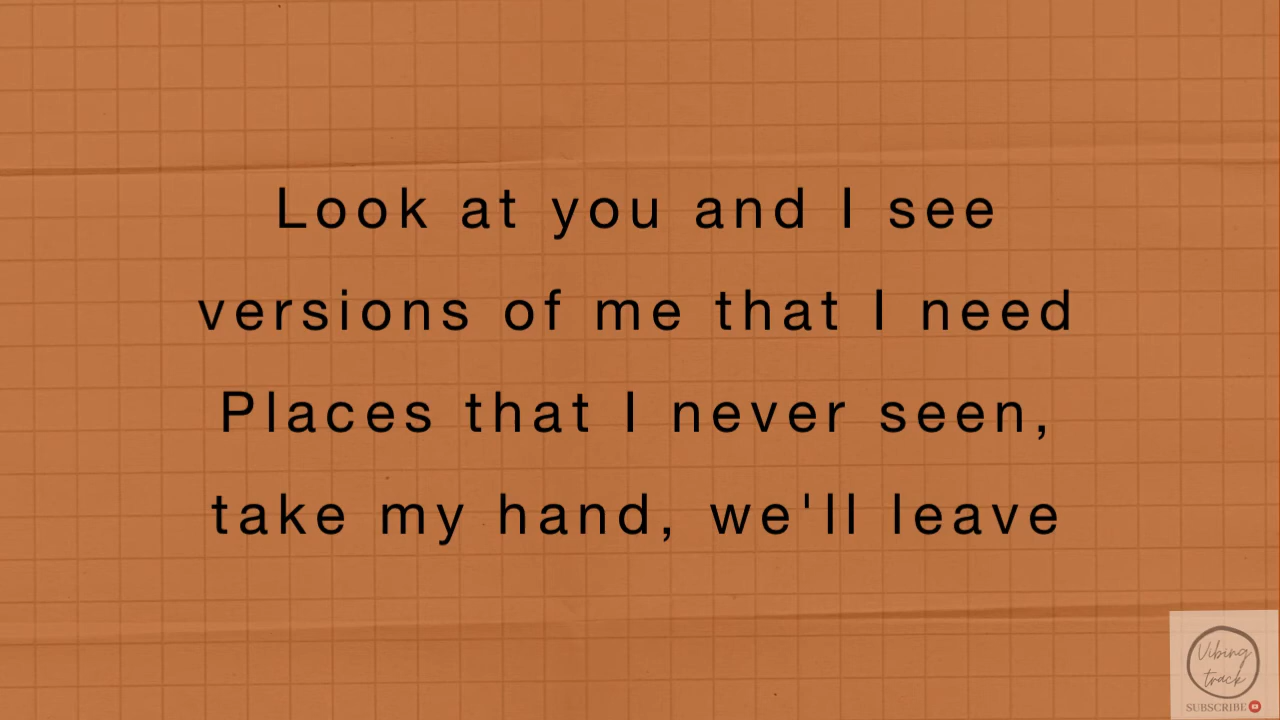 Look at you and I see
versions of me that I need
Places that I never seen,
take my hand, we'll leave
Vibing
track
SUBSCRIBE